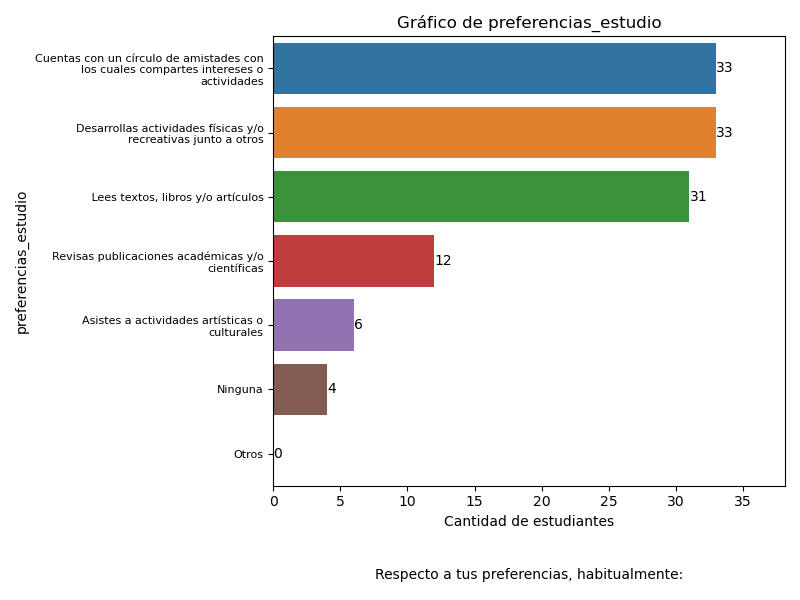 Gráfico de preferencias_estudio
preferencias_estudio
Cuentas con un círculo de amistades con
los cuales compartes intereses o
actividades
33
Desarrollas actividades físicas y/o
recreativas junto a otros
33
Lees textos, libros y/o artículos
31
Revisas publicaciones académicas y/o
científicas
12
Asistes a actividades artísticas o
culturales
6
Ninguna
4
Otros
0
0 5 10 15 20 25 30 35
Cantidad de estudiantes
Respecto a tus preferencias, habitualmente: